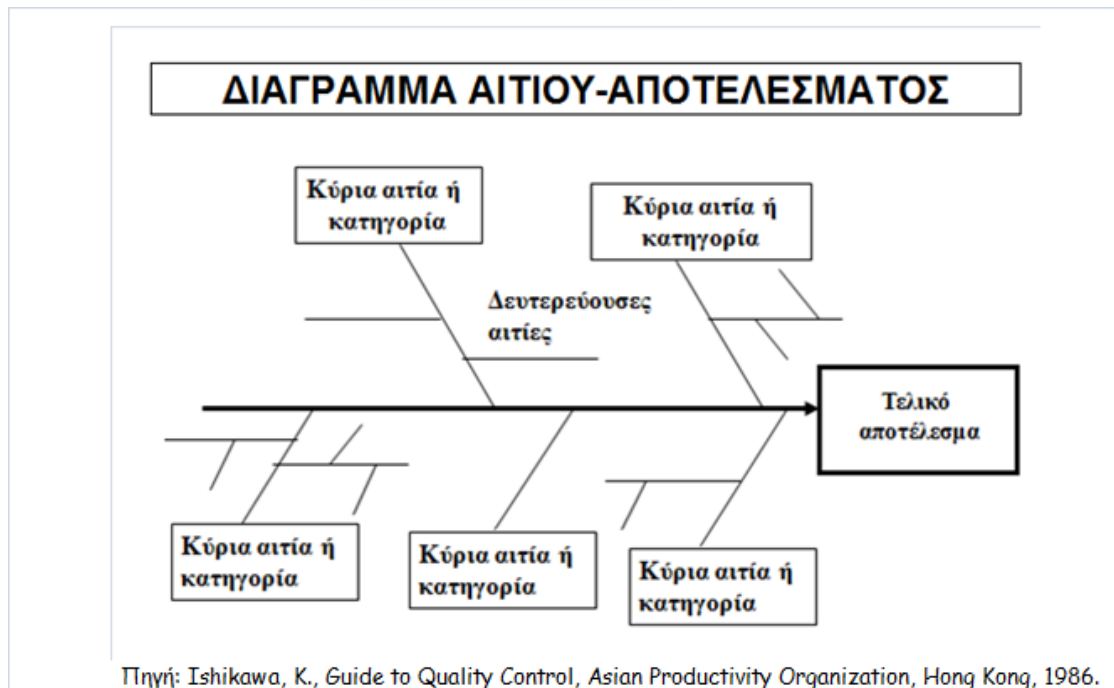 ΔΙΑΓΡΑΜΜΑ ΑΙΤΙΟΥ-ΑΠΟΤΕΛΕΣΜΑΤΟΣ
Κύρια αιτία ή
κατηγορία
Κύρια αιτία ή
κατηγορία
Δευτερεύουσες
αιτίες
Τελικό
αποτέλεσμα
Κύρια αιτία ή
κατηγορία
Κύρια αιτία ή
κατηγορία
Κύρια αιτία ή
κατηγορία
Πηγή: Ishikawa, K., Guide to Quality Control, Asian Productivity Organization, Hong Kong, 1986.